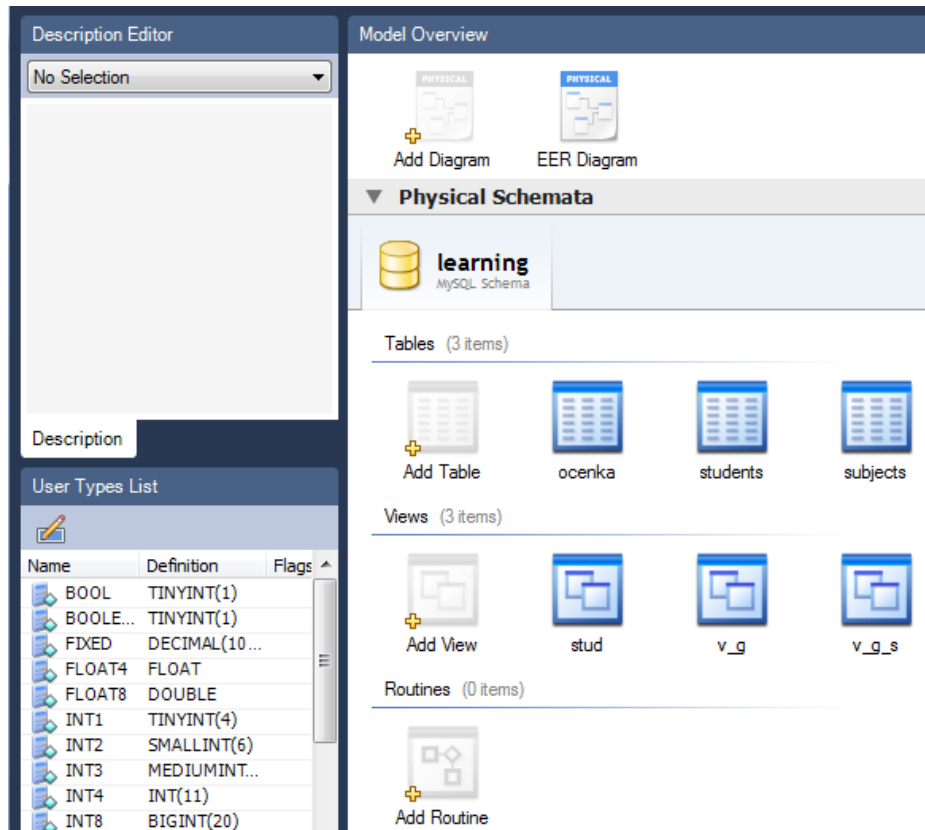 Description Editor
No Selection
Description
User Types List
Name Definition Flags
BOOL TINYINT(1)
BOOLE... TINYINT(1)
FIXED DECIMAL(10...
FLOAT4 FLOAT
FLOAT8 DOUBLE
INT1 TINYINT(4)
INT2 SMALLINT(6)
INT3 MEDIUMINT...
INT4 INT(11)
INT8 BIGINT(20)
Model Overview
PHYSICAL PHYSICAL
Add Diagram EER Diagram
Physical Schemata
learning
MySQL Schema
Tables (3 items)
Add Table ocenka students subjects
Views (3 items)
Add View stud v_g v_g_s
Routines (0 items)
Add Routine